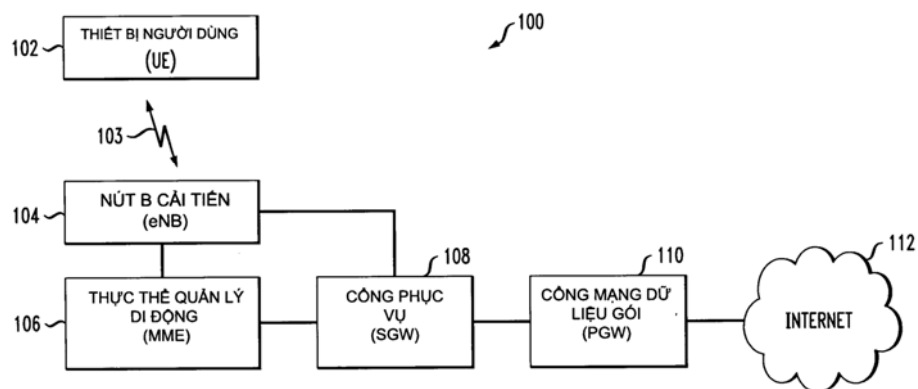 100
102
THIẾT BỊ NGƯỜI DÙNG
(UE)
103
104
NÚT B CẢI TIẾN
(eNB)
108
110
112
106
THỰC THỂ QUẢN LÝ
DI ĐỘNG
(MME)
CỔNG PHỤC
VỤ
(SGW)
CỔNG MẠNG DỮ
LIỆU GÓI
(PGW)
INTERNET